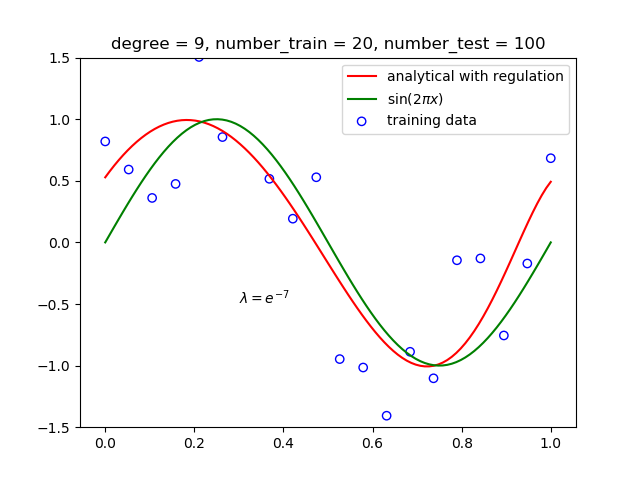 degree = 9, number_train = 20, number_test = 100
1.5
1.0
0.5
0.0
−0.5
−1.0
−1.5
analytical with regulation
sin(2πx)
training data
λ = e⁻⁷
0.0 0.2 0.4 0.6 0.8 1.0